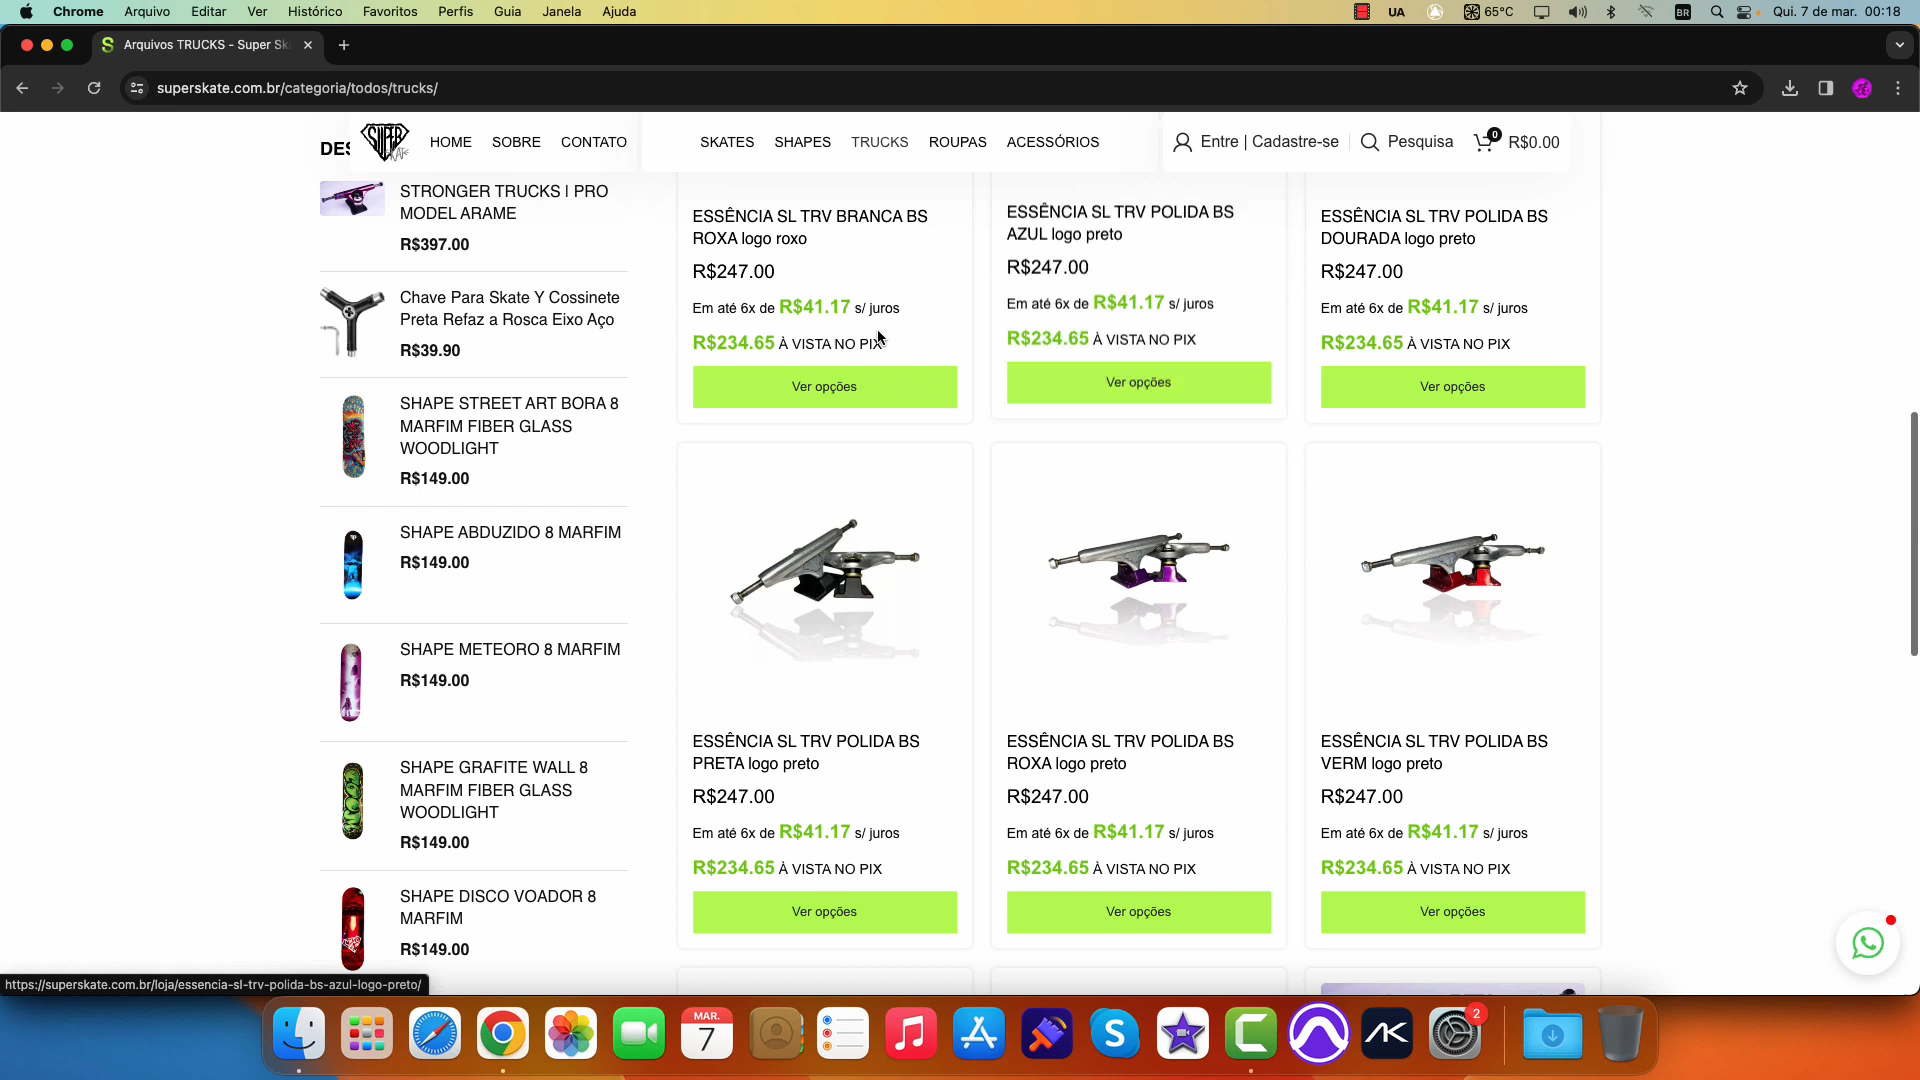 Chrome Arquivo Editar Ver Histórico Favoritos Perfis Guia Janela Ajuda
UA 65°C BR Qui. 7 de mar. 00:18
Arquivos TRUCKS - Super Sk
superskate.com.br/categoria/todos/trucks/
SUPER SKATE
HOME SOBRE CONTATO SKATES SHAPES TRUCKS ROUPAS ACESSÓRIOS Entre | Cadastre-se Pesquisa 0 R$0.00
DES
STRONGER TRUCKS | PRO
MODEL ARAME
R$397.00
Chave Para Skate Y Cossinete
Preta Refaz a Rosca Eixo Aço
R$39.90
SHAPE STREET ART BORA 8
MARFIM FIBER GLASS
WOODLIGHT
R$149.00
SHAPE ABDUZIDO 8 MARFIM
R$149.00
SHAPE METEORO 8 MARFIM
R$149.00
SHAPE GRAFITE WALL 8
MARFIM FIBER GLASS
WOODLIGHT
R$149.00
SHAPE DISCO VOADOR 8
MARFIM
R$149.00
ESSÊNCIA SL TRV BRANCA BS
ROXA logo roxo
R$247.00
Em até 6x de R$41.17 s/ juros
R$234.65 À VISTA NO PIX
Ver opções
ESSÊNCIA SL TRV POLIDA BS
AZUL logo preto
R$247.00
Em até 6x de R$41.17 s/ juros
R$234.65 À VISTA NO PIX
Ver opções
ESSÊNCIA SL TRV POLIDA BS
DOURADA logo preto
R$247.00
Em até 6x de R$41.17 s/ juros
R$234.65 À VISTA NO PIX
Ver opções
ESSÊNCIA SL TRV POLIDA BS
PRETA logo preto
R$247.00
Em até 6x de R$41.17 s/ juros
R$234.65 À VISTA NO PIX
Ver opções
ESSÊNCIA SL TRV POLIDA BS
ROXA logo preto
R$247.00
Em até 6x de R$41.17 s/ juros
R$234.65 À VISTA NO PIX
Ver opções
ESSÊNCIA SL TRV POLIDA BS
VERM logo preto
R$247.00
Em até 6x de R$41.17 s/ juros
R$234.65 À VISTA NO PIX
Ver opções
https://superskate.com.br/loja/essencia-sl-trv-polida-bs-azul-logo-preto/
MAR.
7
2